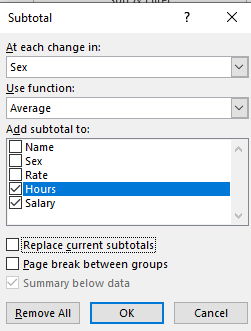 Subtotal
At each change in:
Sex
Use function:
Average
Add subtotal to:
Name
Sex
Rate
Hours
Salary
Replace current subtotals
Page break between groups
Summary below data
Remove All OK Cancel